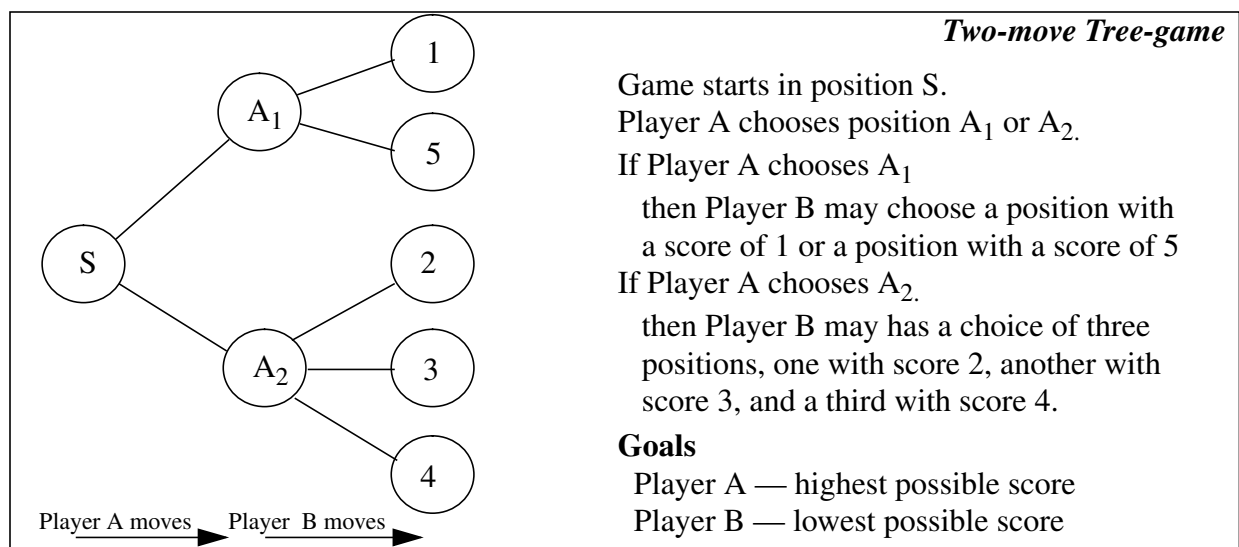 Two-move Tree-game
1
A1
5
S
2
A2
3
4
Player A moves
Player B moves
Game starts in position S.
Player A chooses position A1 or A2.
If Player A chooses A1
then Player B may choose a position with
a score of 1 or a position with a score of 5
If Player A chooses A2.
then Player B may has a choice of three
positions, one with score 2, another with
score 3, and a third with score 4.
Goals
Player A — highest possible score
Player B — lowest possible score